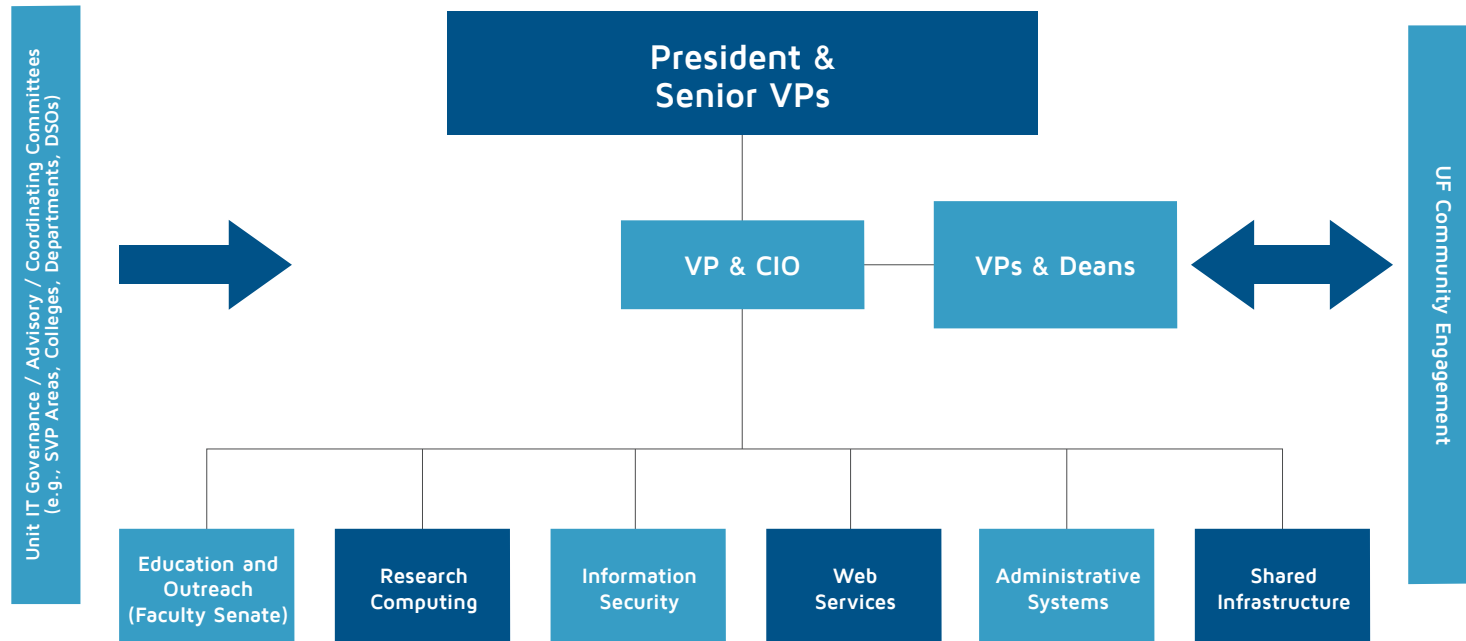 Unit IT Governance / Advisory / Coordinating Committees
(e.g., SVP Areas, Colleges, Departments, DSOs)
President &
Senior VPs
VP & CIO
VPs & Deans
UF Community Engagement
Education and
Outreach
(Faculty Senate)
Research
Computing
Information
Security
Web
Services
Administrative
Systems
Shared
Infrastructure